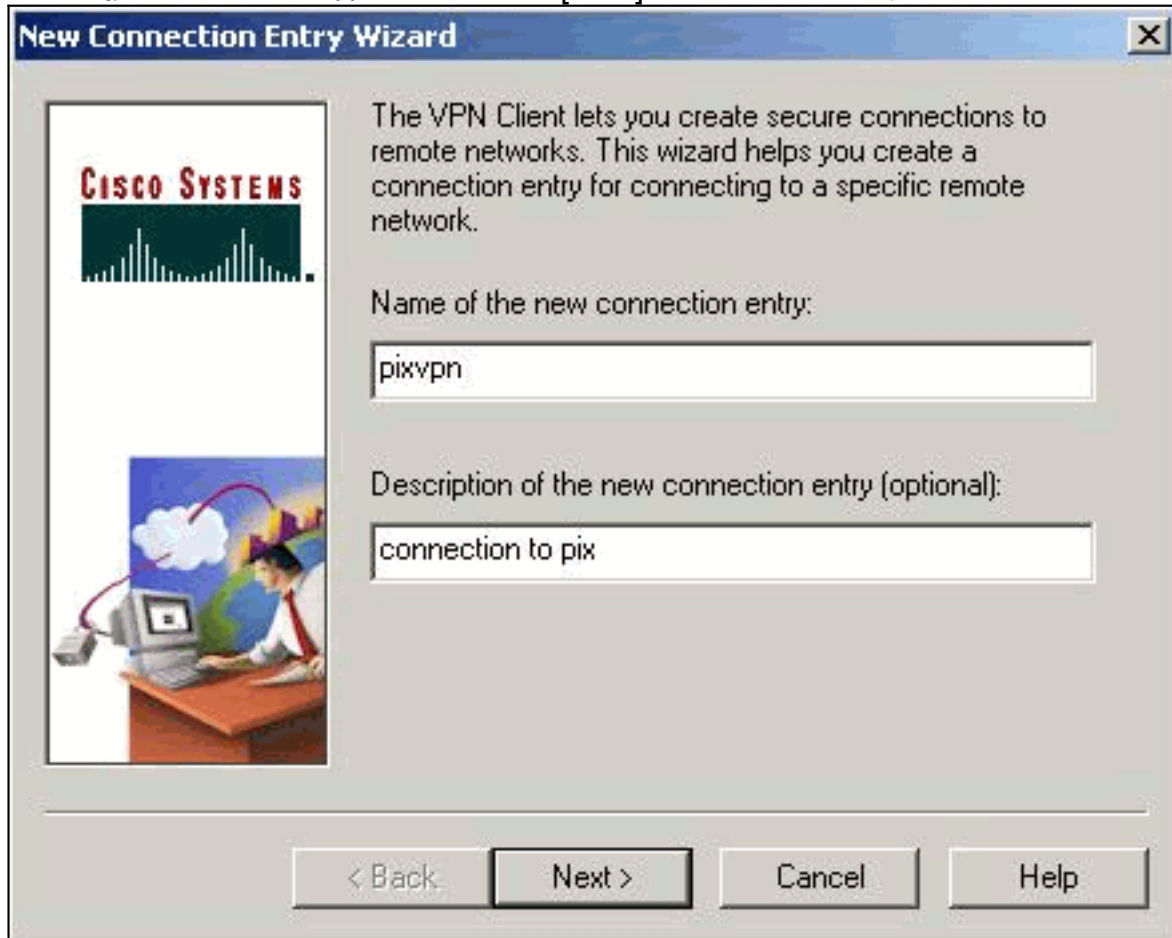 New Connection Entry Wizard
CISCO SYSTEMS
The VPN Client lets you create secure connections to
remote networks. This wizard helps you create a
connection entry for connecting to a specific remote
network.
Name of the new connection entry:
pixvpn
Description of the new connection entry (optional):
connection to pix
< Back
Next >
Cancel
Help